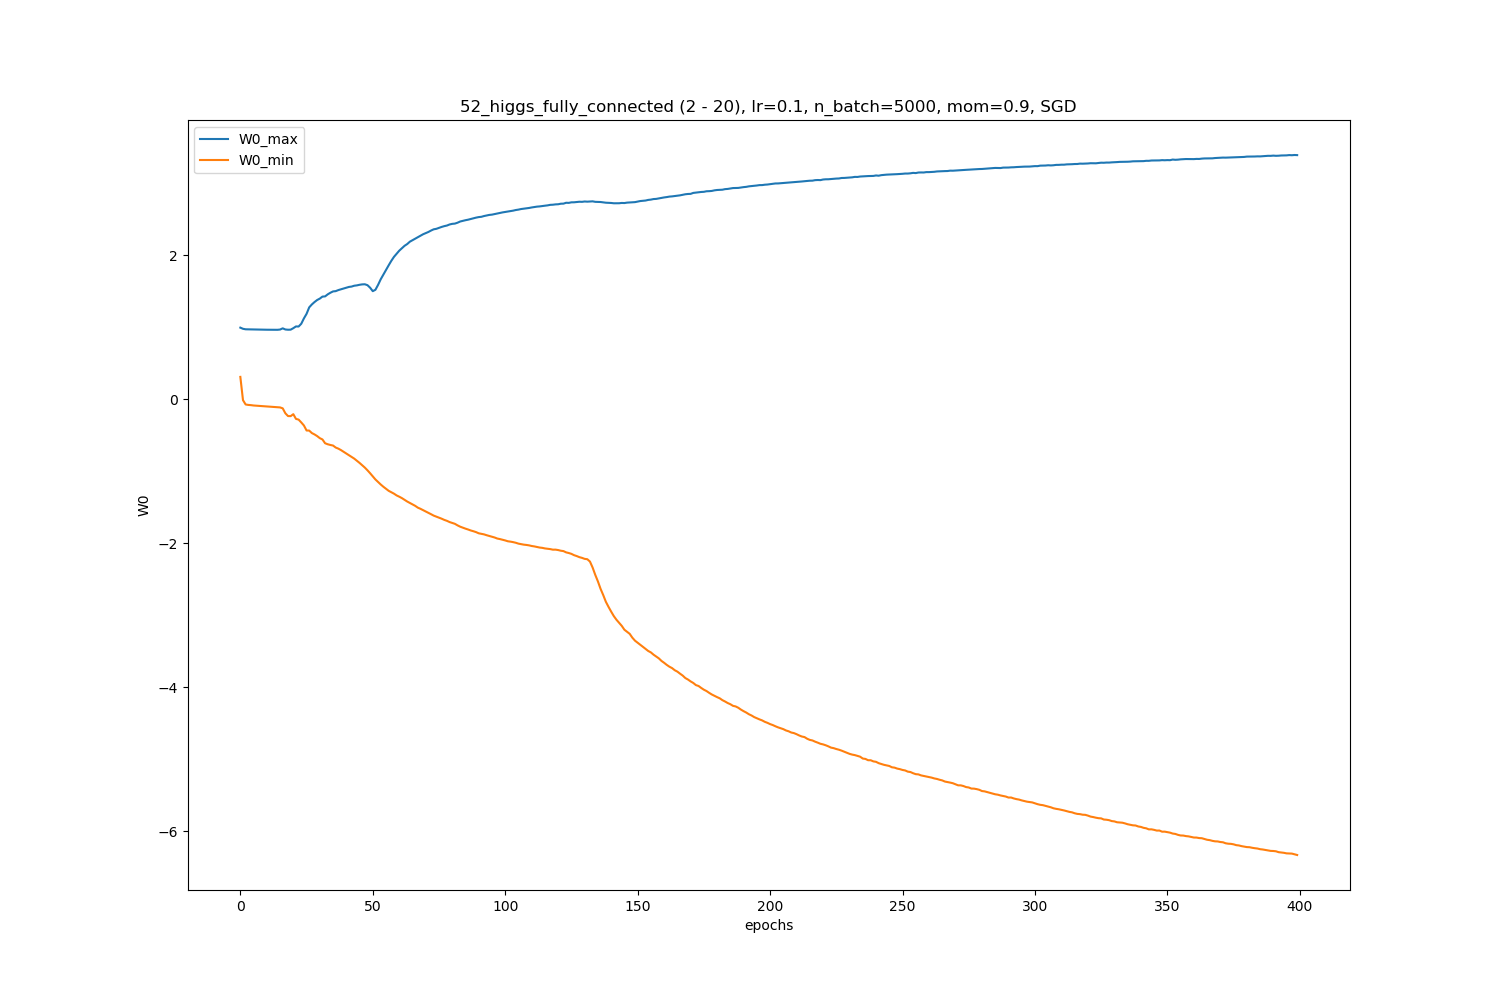 52_higgs_fully_connected (2 - 20), lr=0.1, n_batch=5000, mom=0.9, SGD
W0_max
W0_min
2
0
−2
−4
−6
W0
0 50 100 150 200 250 300 350 400
epochs